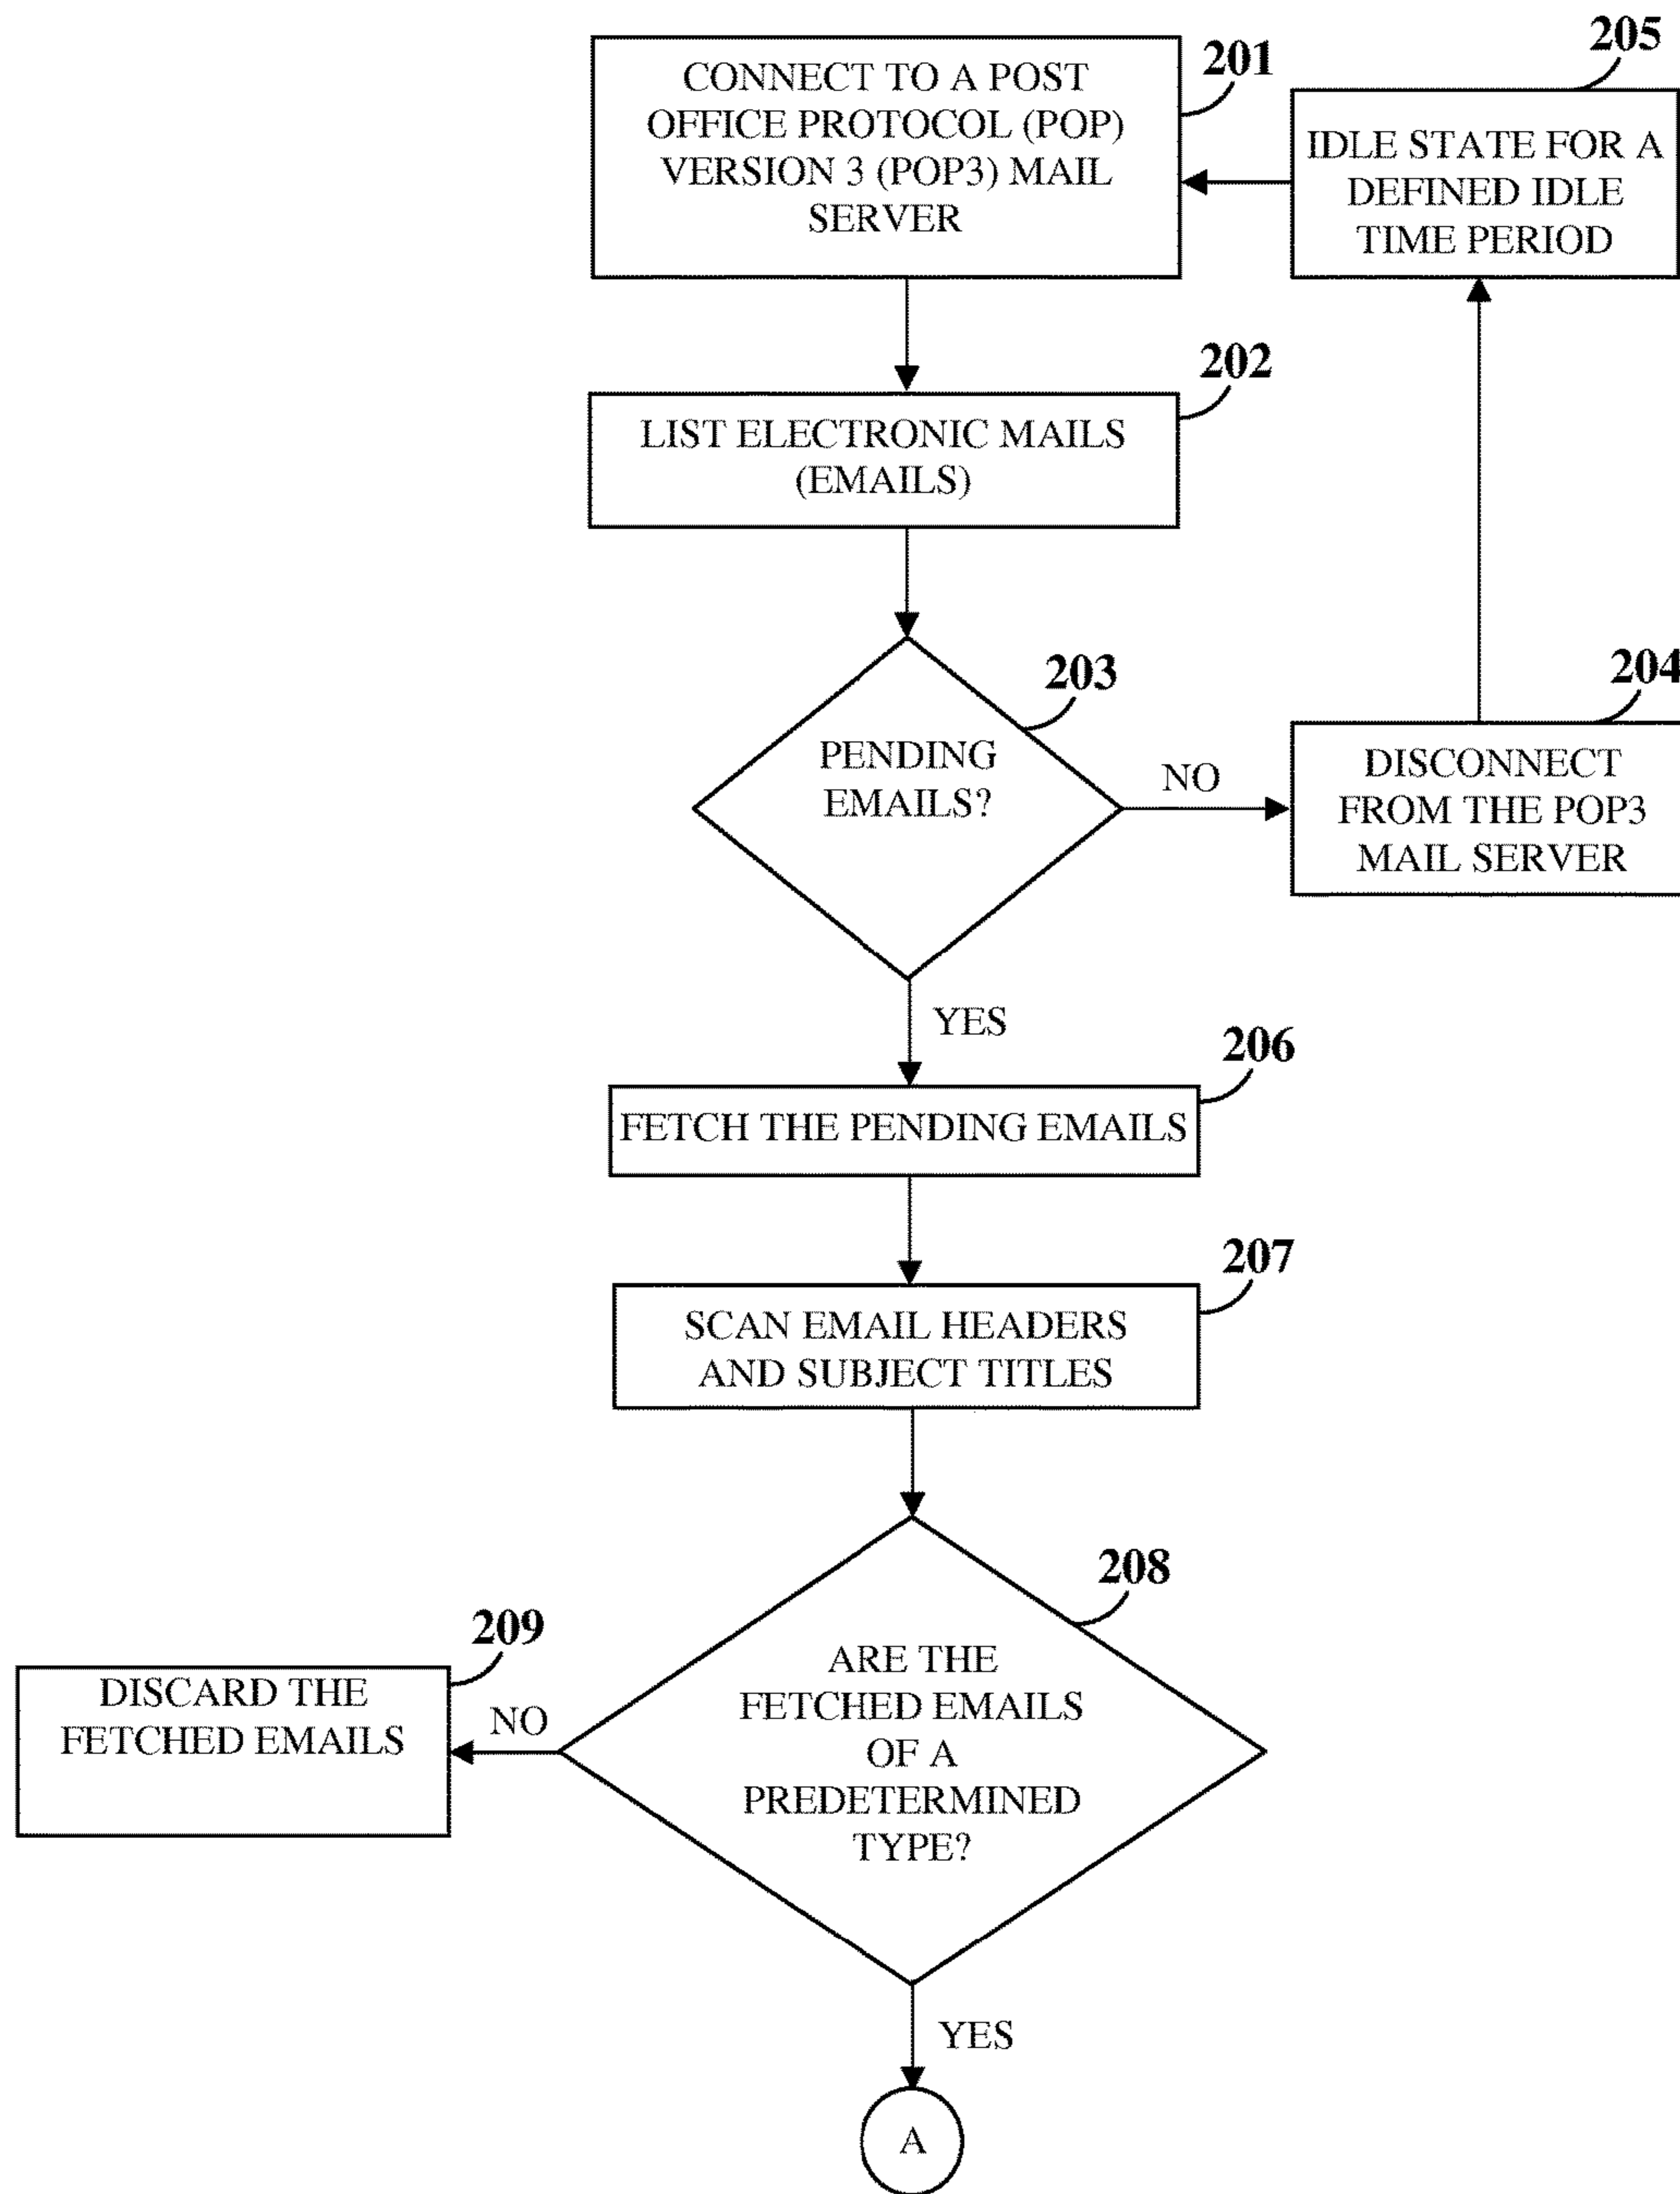 201
CONNECT TO A POST
OFFICE PROTOCOL (POP)
VERSION 3 (POP3) MAIL
SERVER
205
IDLE STATE FOR A
DEFINED IDLE
TIME PERIOD
202
LIST ELECTRONIC MAILS
(EMAILS)
203
PENDING
EMAILS?
NO
204
DISCONNECT
FROM THE POP3
MAIL SERVER
YES
206
FETCH THE PENDING EMAILS
207
SCAN EMAIL HEADERS
AND SUBJECT TITLES
208
ARE THE
FETCHED EMAILS
OF A
PREDETERMINED
TYPE?
NO
209
DISCARD THE
FETCHED EMAILS
YES
A